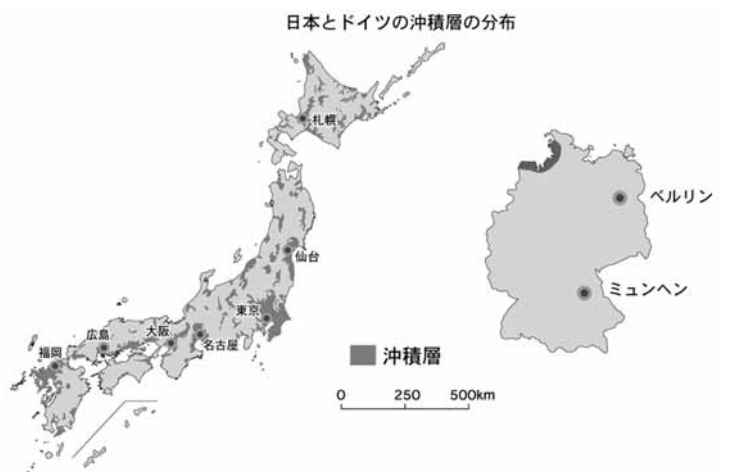 日本とドイツの沖積層の分布
札幌
仙台
東京
名古屋
大阪
広島
福岡
ベルリン
ミュンヘン
沖積層
0 250 500km